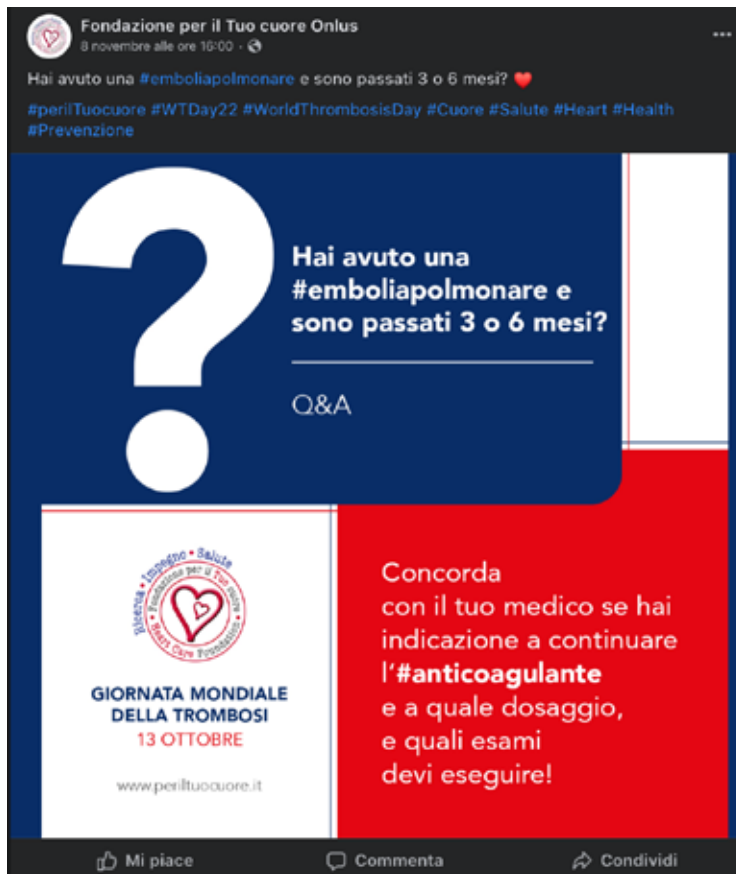 Fondazione per il Tuo cuore Onlus
8 novembre alle ore 16:00 ·
Hai avuto una #emboliapolmonare e sono passati 3 o 6 mesi? ❤️
#perilTuocuore #WTDay22 #WorldThrombosisDay #Cuore #Salute #Heart #Health
#Prevenzione
?
Hai avuto una
#emboliapolmonare e
sono passati 3 o 6 mesi?
Q&A
Ricerca • Impegno • Salute
Fondazione per il Tuo cuore
Heart Care Foundation
GIORNATA MONDIALE
DELLA TROMBOSI
13 OTTOBRE
www.periltuocuore.it
Concorda
con il tuo medico se hai
indicazione a continuare
l'#anticoagulante
e a quale dosaggio,
e quali esami
devi eseguire!
Mi piace
Commenta
Condividi